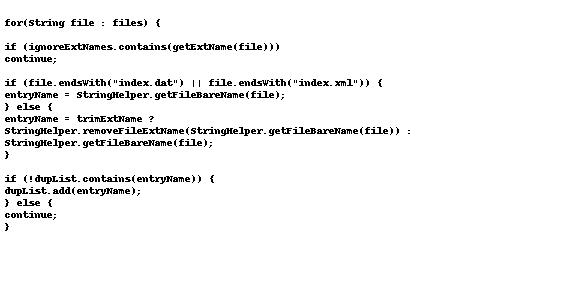 for(String file : files) {
if (ignoreExtNames.contains(getExtName(file)))
continue;
if (file.endsWith("index.dat") || file.endsWith("index.xml")) {
entryName = StringHelper.getFileBareName(file);
} else {
entryName = trimExtName ?
StringHelper.removeFileExtName(StringHelper.getFileBareName(file)) :
StringHelper.getFileBareName(file);
}
if (!dupList.contains(entryName)) {
dupList.add(entryName);
} else {
continue;
}